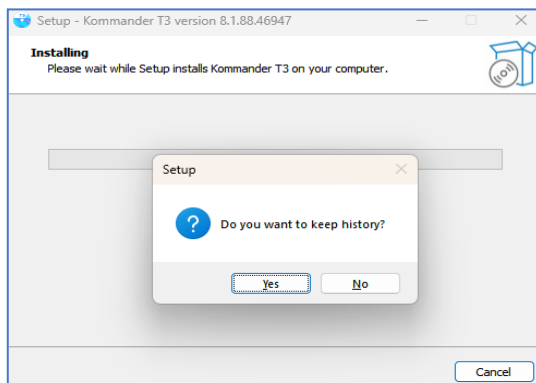 Setup - Kommander T3 version 8.1.88.46947
Installing
Please wait while Setup installs Kommander T3 on your computer.
Setup
Do you want to keep history?
Yes
No
Cancel